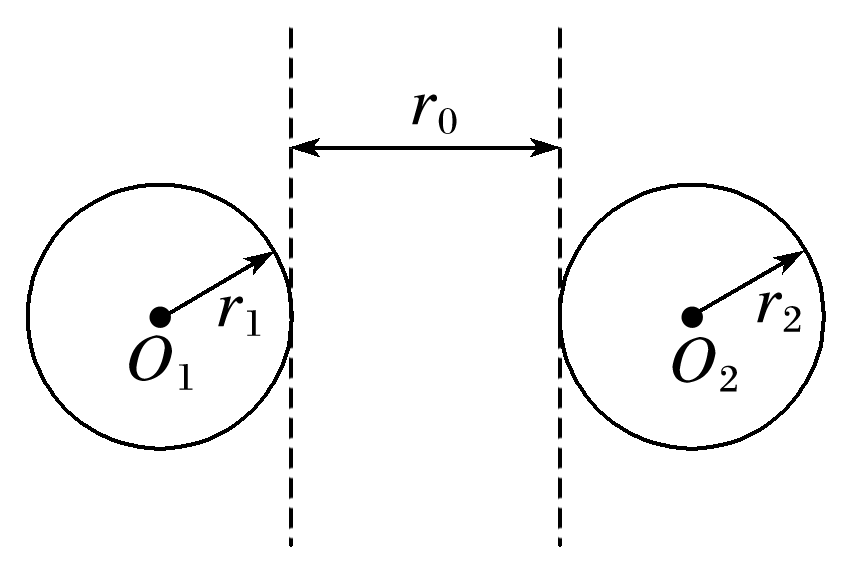 r₀
r₁
r₂
O₁
O₂